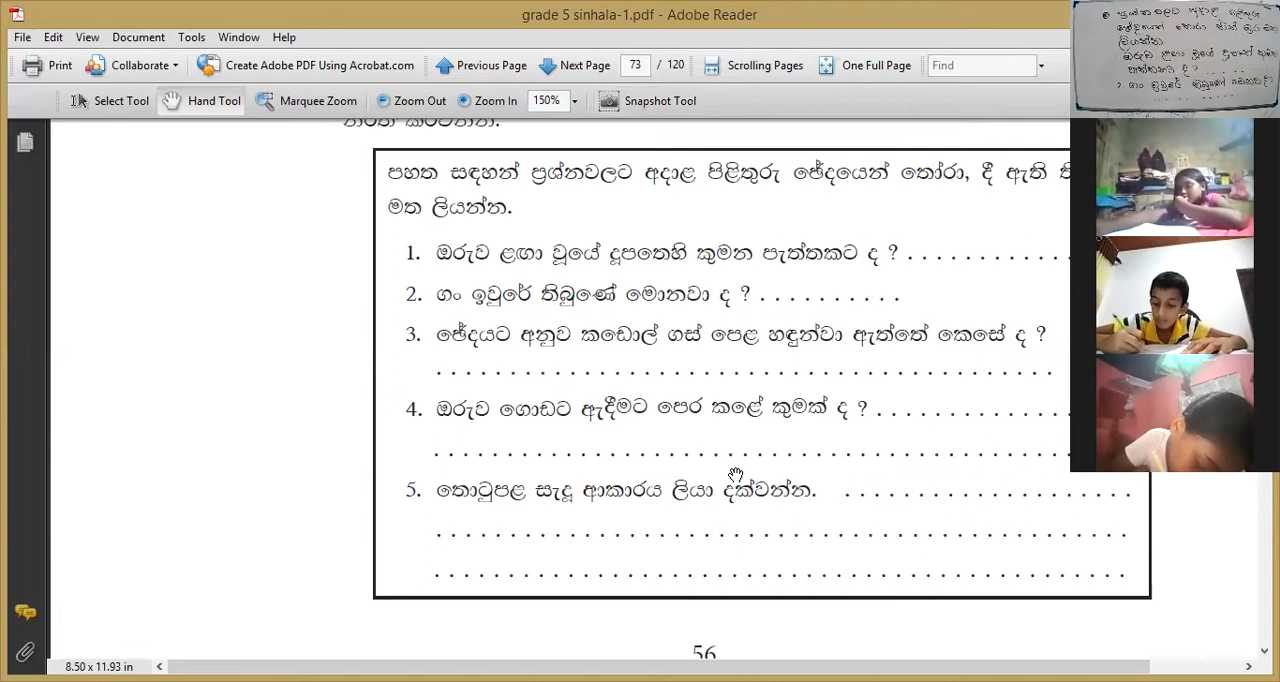 grade 5 sinhala-1.pdf - Adobe Reader
File Edit View Document Tools Window Help
Print Collaborate Create Adobe PDF Using Acrobat.com Previous Page Next Page 73 / 120 Scrolling Pages One Full Page Find
Select Tool Hand Tool Marquee Zoom Zoom Out Zoom In 150% Snapshot Tool
පහත සඳහන් ප්‍රශ්නවලට අදාළ පිළිතුරු ඡේදයෙන් තෝරා, දී ඇති
මත ලියන්න.
1. ඔරුව ළඟා වූයේ දූපතෙහි කුමන පැත්තකට ද ? . . . . . . . . . . . .
2. ගං ඉවුරේ තිබුණේ මොනවා ද ? . . . . . . . . . .
3. ඡේදයට අනුව කඩොල් ගස් පෙළ හඳුන්වා ඇත්තේ කෙසේ ද ?
4. ඔරුව ගොඩට ඇදීමට පෙර කළේ කුමක් ද ? . . . . . . . . . . . . . .
5. තොටුපළ සැදූ ආකාරය ලියා දක්වන්න. . . . . . . . . . . . . . . . . . . . .
56
8.50 x 11.93 in